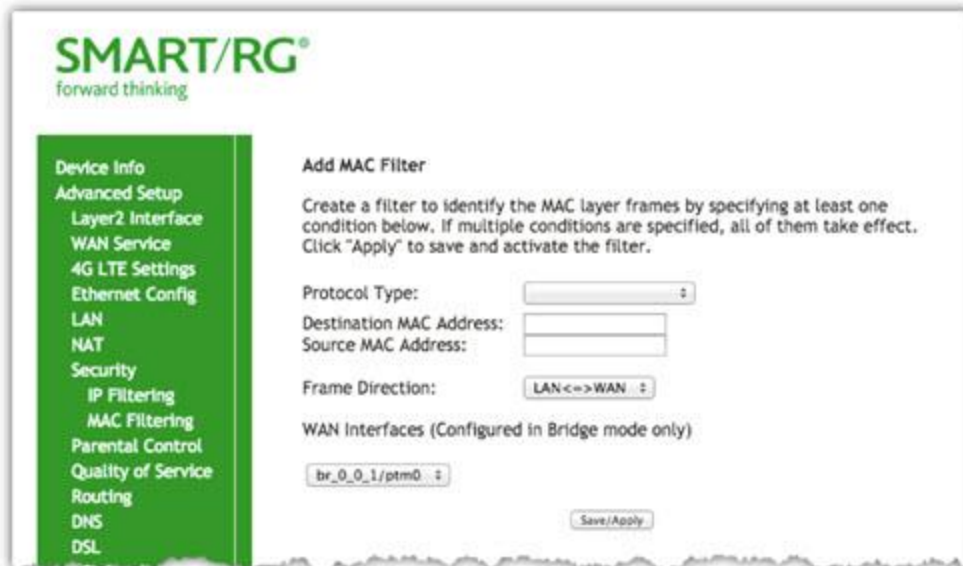 SMART/RG®
forward thinking
Device Info
Advanced Setup
Layer2 Interface
WAN Service
4G LTE Settings
Ethernet Config
LAN
NAT
Security
IP Filtering
MAC Filtering
Parental Control
Quality of Service
Routing
DNS
DSL
Add MAC Filter
Create a filter to identify the MAC layer frames by specifying at least one
condition below. If multiple conditions are specified, all of them take effect.
Click "Apply" to save and activate the filter.
Protocol Type:
Destination MAC Address:
Source MAC Address:
Frame Direction: LAN<=>WAN
WAN Interfaces (Configured in Bridge mode only)
br_0_0_1/ptm0
Save/Apply